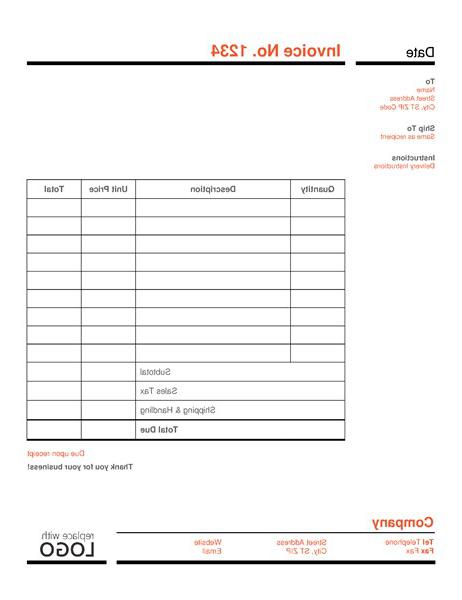 Date
Invoice No. 1234
To
Name
Street Address
City, ST ZIP Code
Ship To
Same as recipient
Instructions
Delivery Instructions
Quantity Description Unit Price Total
Subtotal
Sales Tax
Shipping & Handling
Total Due
Due upon receipt
Thank you for your business!
Company
Tel Telephone Street Address Website
Fax Fax City, ST ZIP Email
replace with
LOGO